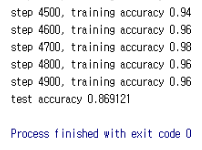 step 4500, training accuracy 0.94
step 4600, training accuracy 0.96
step 4700, training accuracy 0.98
step 4800, training accuracy 0.96
step 4900, training accuracy 0.96
test accuracy 0.869121
Process finished with exit code 0